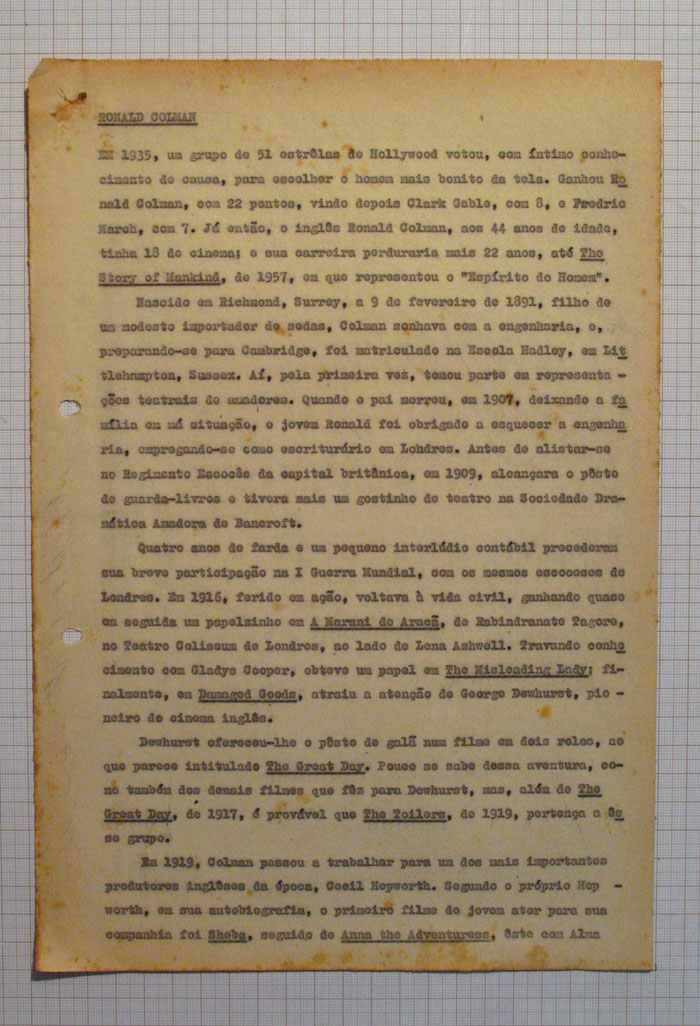 RONALD COLMAN
EM 1935, um grupo de 51 estrêlas de Hollywood votou, com íntimo conhe-
cimento de causa, para escolher o homem mais bonito da tela. Ganhou Ro
nald Colman, com 22 pontos, vindo depois Clark Gable, com 8, e Fredric
March, com 7. Já então, o inglês Ronald Colman, aos 44 anos de idade,
tinha 18 de cinema; e sua carreira perduraria mais 22 anos, até The
Story of Mankind, de 1957, em que representou o "Espírito do Homem".
Nascido em Richmond, Surrey, a 9 de fevereiro de 1891, filho de
um modesto importador de sedas, Colman sonhava com a engenharia, e,
preparando-se para Cambridge, foi matriculado na Escola Hadley, em Lit
tlehampton, Sussex. Aí, pela primeira vez, tomou parte em representa -
ções teatrais de amadores. Quando o pai morreu, em 1907, deixando a fa
mília em má situação, o jovem Ronald foi obrigado a esquecer a engenha
ria, empregando-se como escriturário em Londres. Antes de alistar-se
no Regimento Escocês da capital britânica, em 1909, alcançara o pôsto
de guarda-livros e tivera mais um gostinho de teatro na Sociedade Dra-
mática Amadora de Bancroft.
Quatro anos de farda e um pequeno interlúdio contábil precederam
sua breve participação na I Guerra Mundial, com os mesmos escoceses de
Londres. Em 1916, ferido em ação, voltava à vida civil, ganhando quase
em seguida um papelsinho em A Marani de Aracã, de Rabindranate Tagore,
no Teatro Coliseum de Londres, ao lado de Lena Ashwell. Travando conhe
cimento com Gladys Cooper, obteve um papel em The Misleading Lady; fi-
nalmente, em Damaged Goods, atraiu a atenção de George Dewhurst, pio -
neiro do cinema inglês.
Dewhurst ofereceu-lhe o pôsto de galã num filme em dois rolos, ao
que parece intitulado The Great Day. Pouco se sabe dessa aventura, co-
mo também dos demais filmes que fêz para Dewhurst, mas, além de The
Great Day, de 1917, é provável que The Toilers, de 1919, pertença a ês
se grupo.
Em 1919, Colman passou a trabalhar para um dos mais importantes
produtores inglêses da época, Cecil Hepworth. Segundo o próprio Hep -
worth, em sua autobiografia, o primeiro filme do jovem ator para sua
companhia foi Sheba, seguido de Anna the Adventuress, êste com Alma